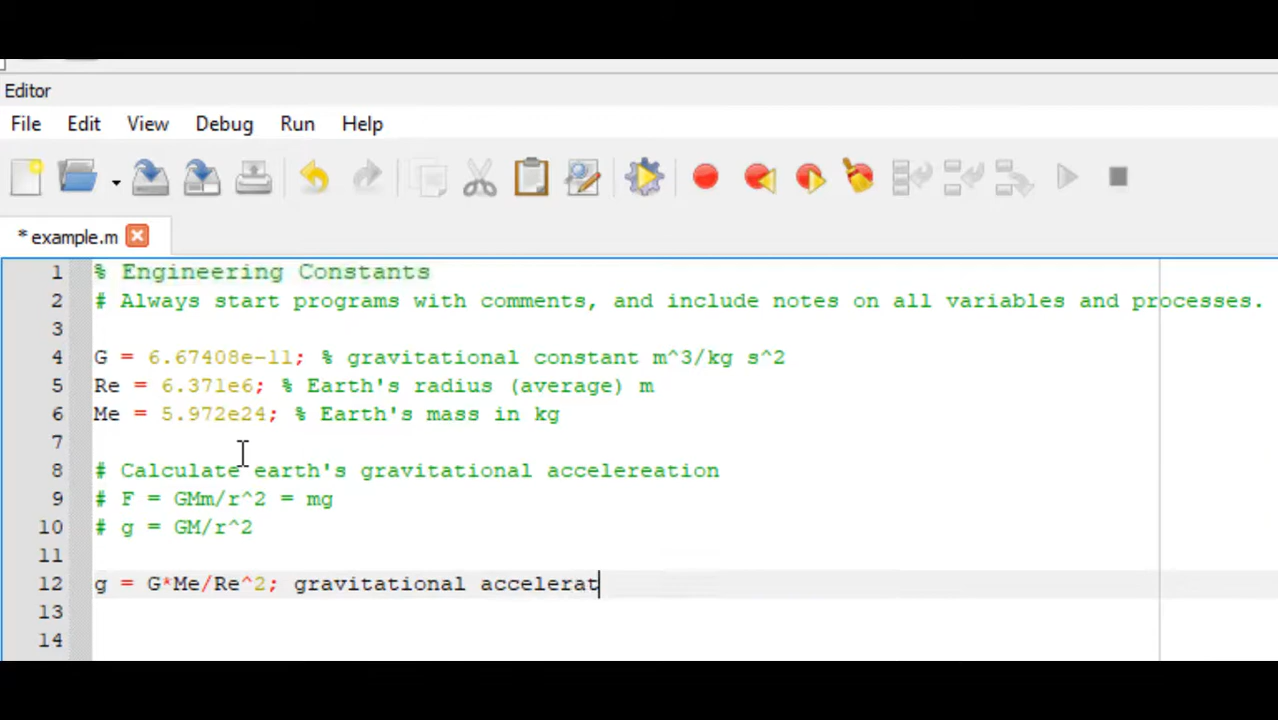 Editor
File Edit View Debug Run Help
* example.m
1 % Engineering Constants
2 # Always start programs with comments, and include notes on all variables and processes.
3
4 G = 6.67408e-11; % gravitational constant m^3/kg s^2
5 Re = 6.371e6; % Earth's radius (average) m
6 Me = 5.972e24; % Earth's mass in kg
7
8 # Calculate earth's gravitational accelereation
9 # F = GMm/r^2 = mg
10 # g = GM/r^2
11
12 g = G*Me/Re^2; gravitational accelerat
13
14